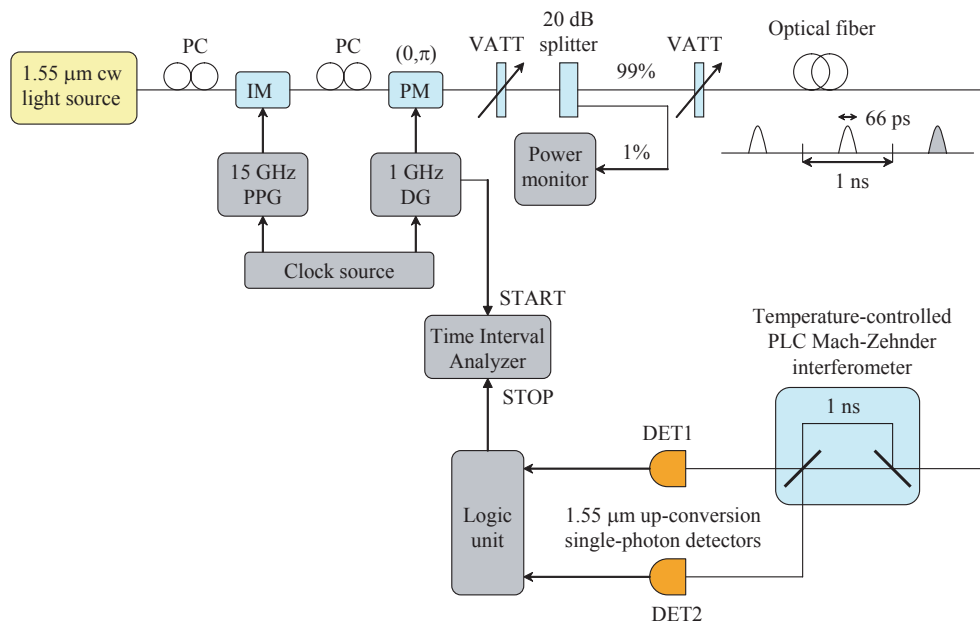 PC
PC
(0,π)
VATT
20 dB
splitter
VATT
Optical fiber
1.55 μm cw
light source
IM
PM
99%
1%
66 ps
1 ns
15 GHz
PPG
1 GHz
DG
Power
monitor
Clock source
START
Time Interval
Analyzer
STOP
Temperature-controlled
PLC Mach-Zehnder
interferometer
1 ns
DET1
Logic
unit
1.55 μm up-conversion
single-photon detectors
DET2